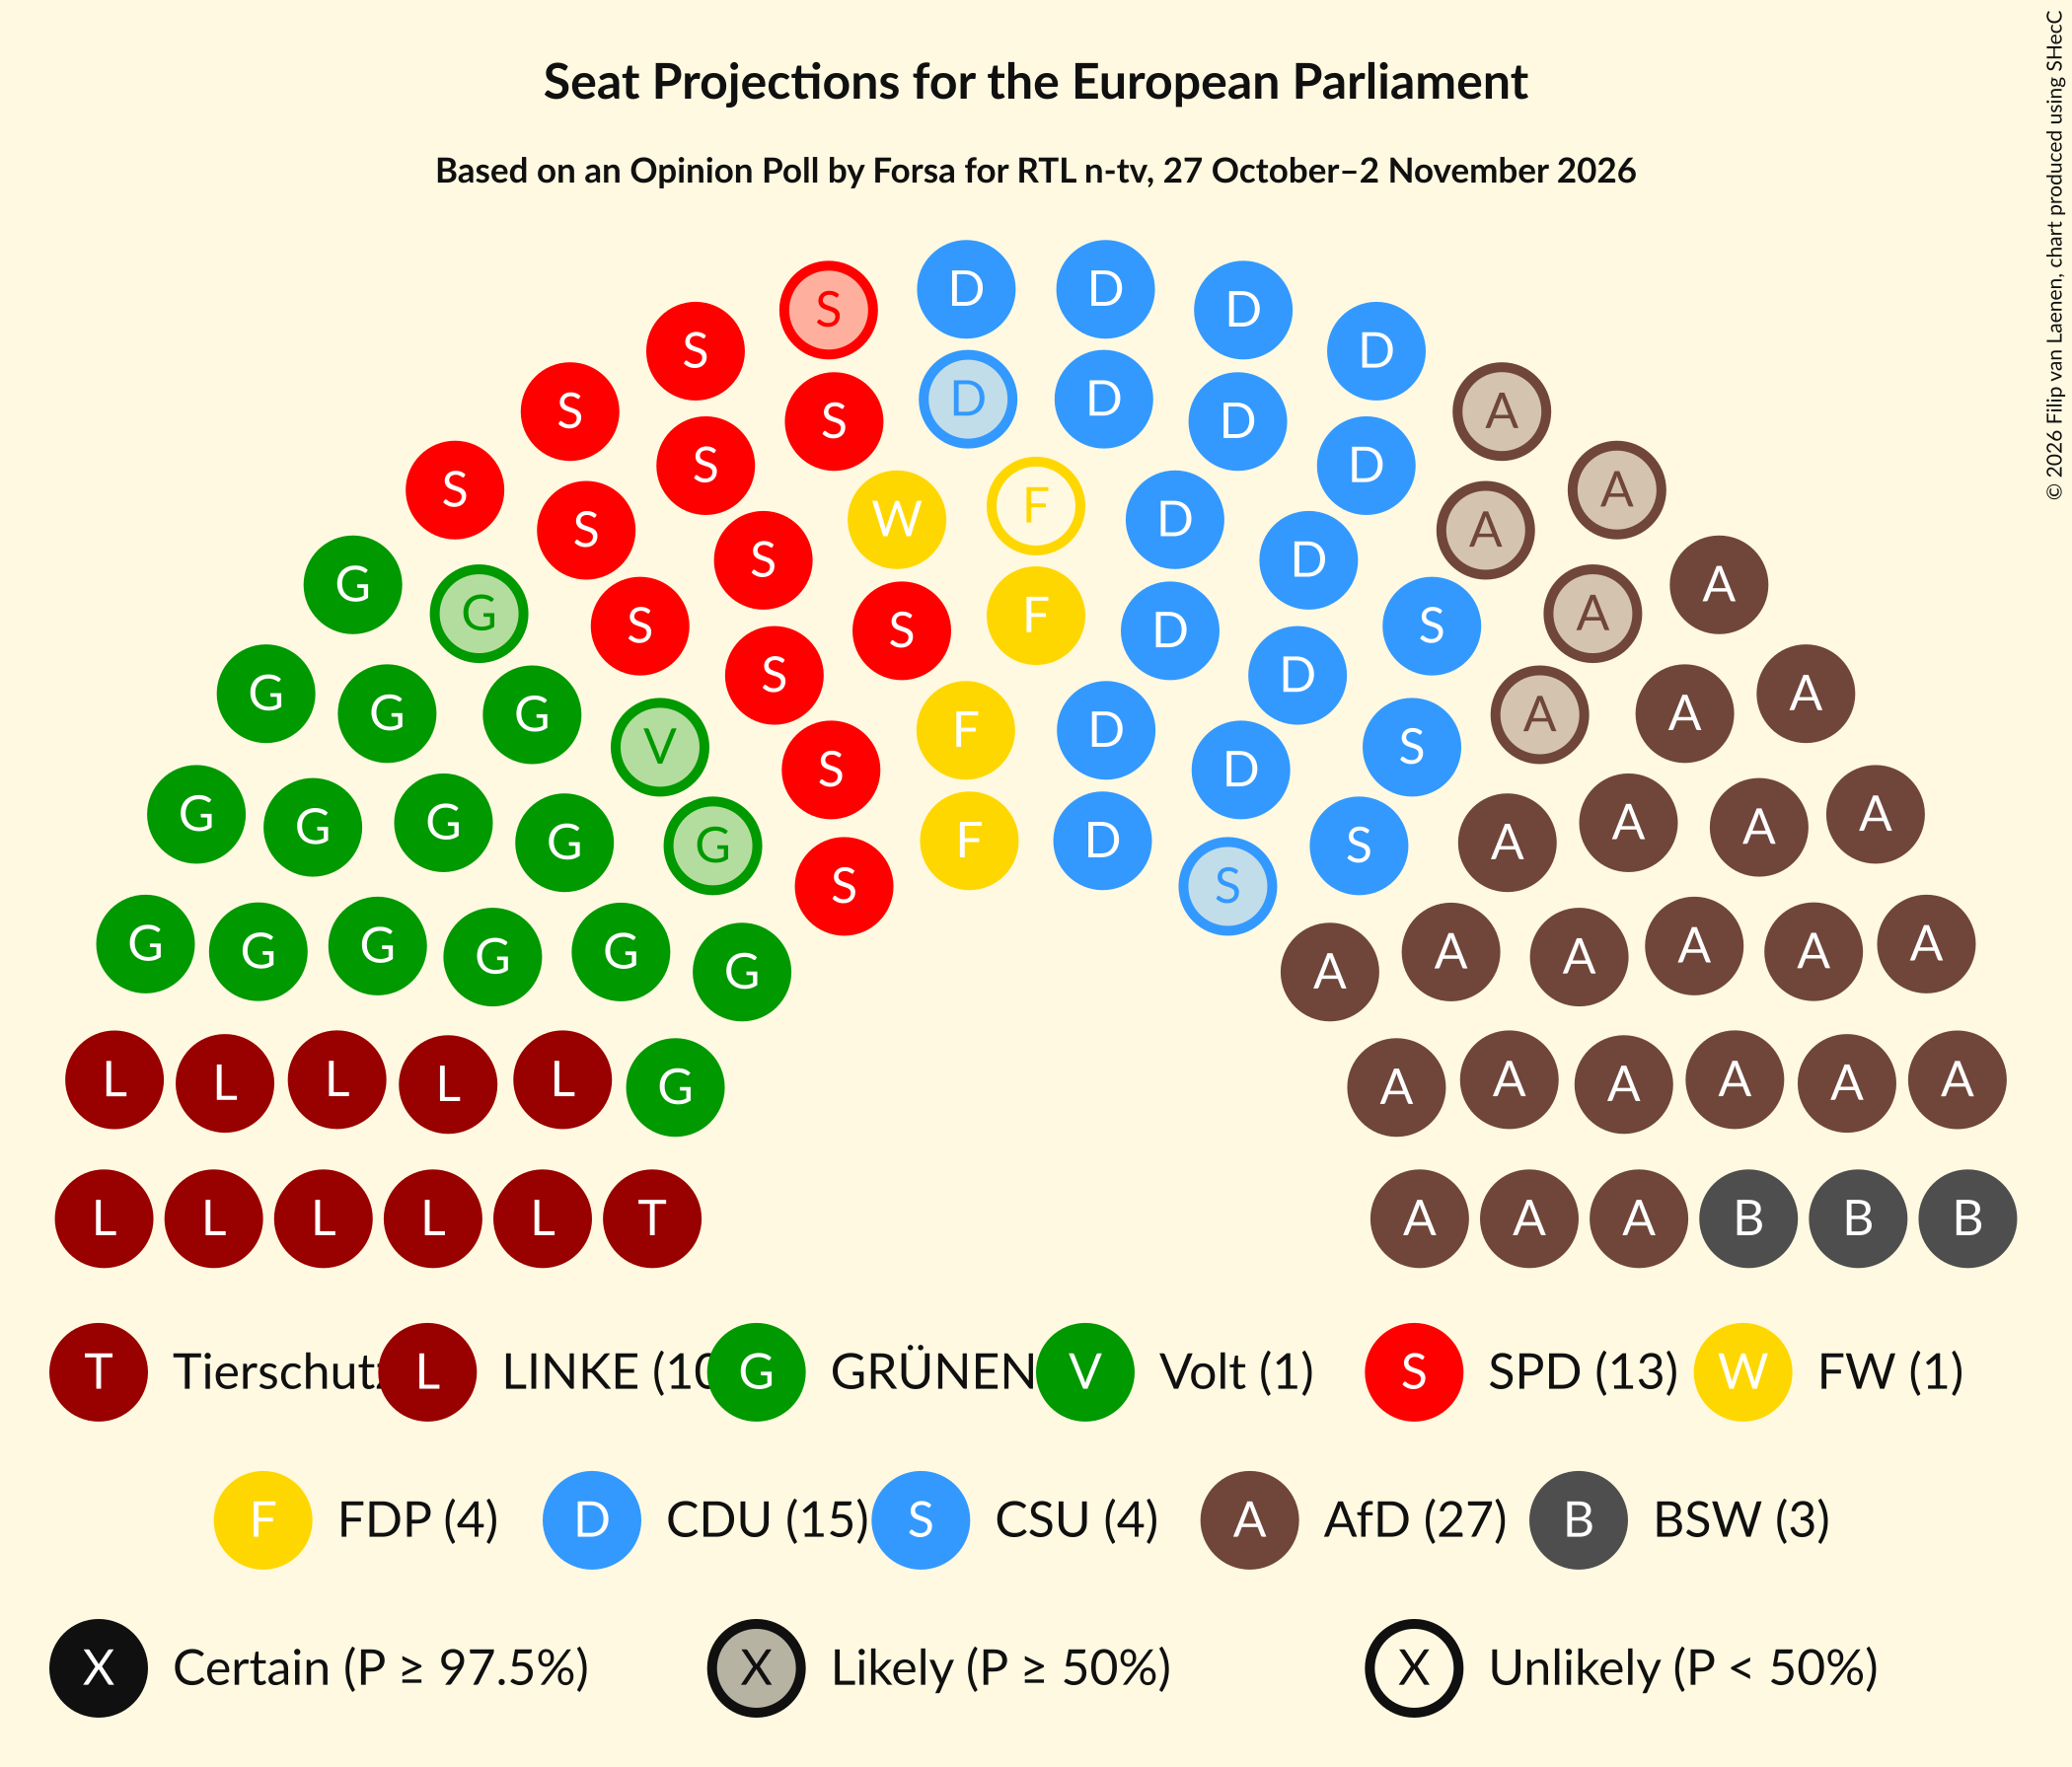 Seat Projections for the European Parliament
Based on an Opinion Poll by Forsa for RTL n-tv, 27 October–2 November 2026
© 2026 Filip van Laenen, chart produced using SHecC
D D
S D
S D
D D
S A
S D
S D
S A
F
W D
S A
S D
G A
G F A
S S
S D
S D
G A
G G A A
F D
V S
S D
G A
G G A A
G F D A
G S
S S
G G G G G A A A A A
G A
L L L L L G A A A A A A
L L L L L T A A A B B B
T Tierschut L LINKE (10 G GRÜNEN V Volt (1) S SPD (13) W FW (1)
F FDP (4) D CDU (15) S CSU (4) A AfD (27) B BSW (3)
X Certain (P ≥ 97.5%) X Likely (P ≥ 50%) X Unlikely (P < 50%)